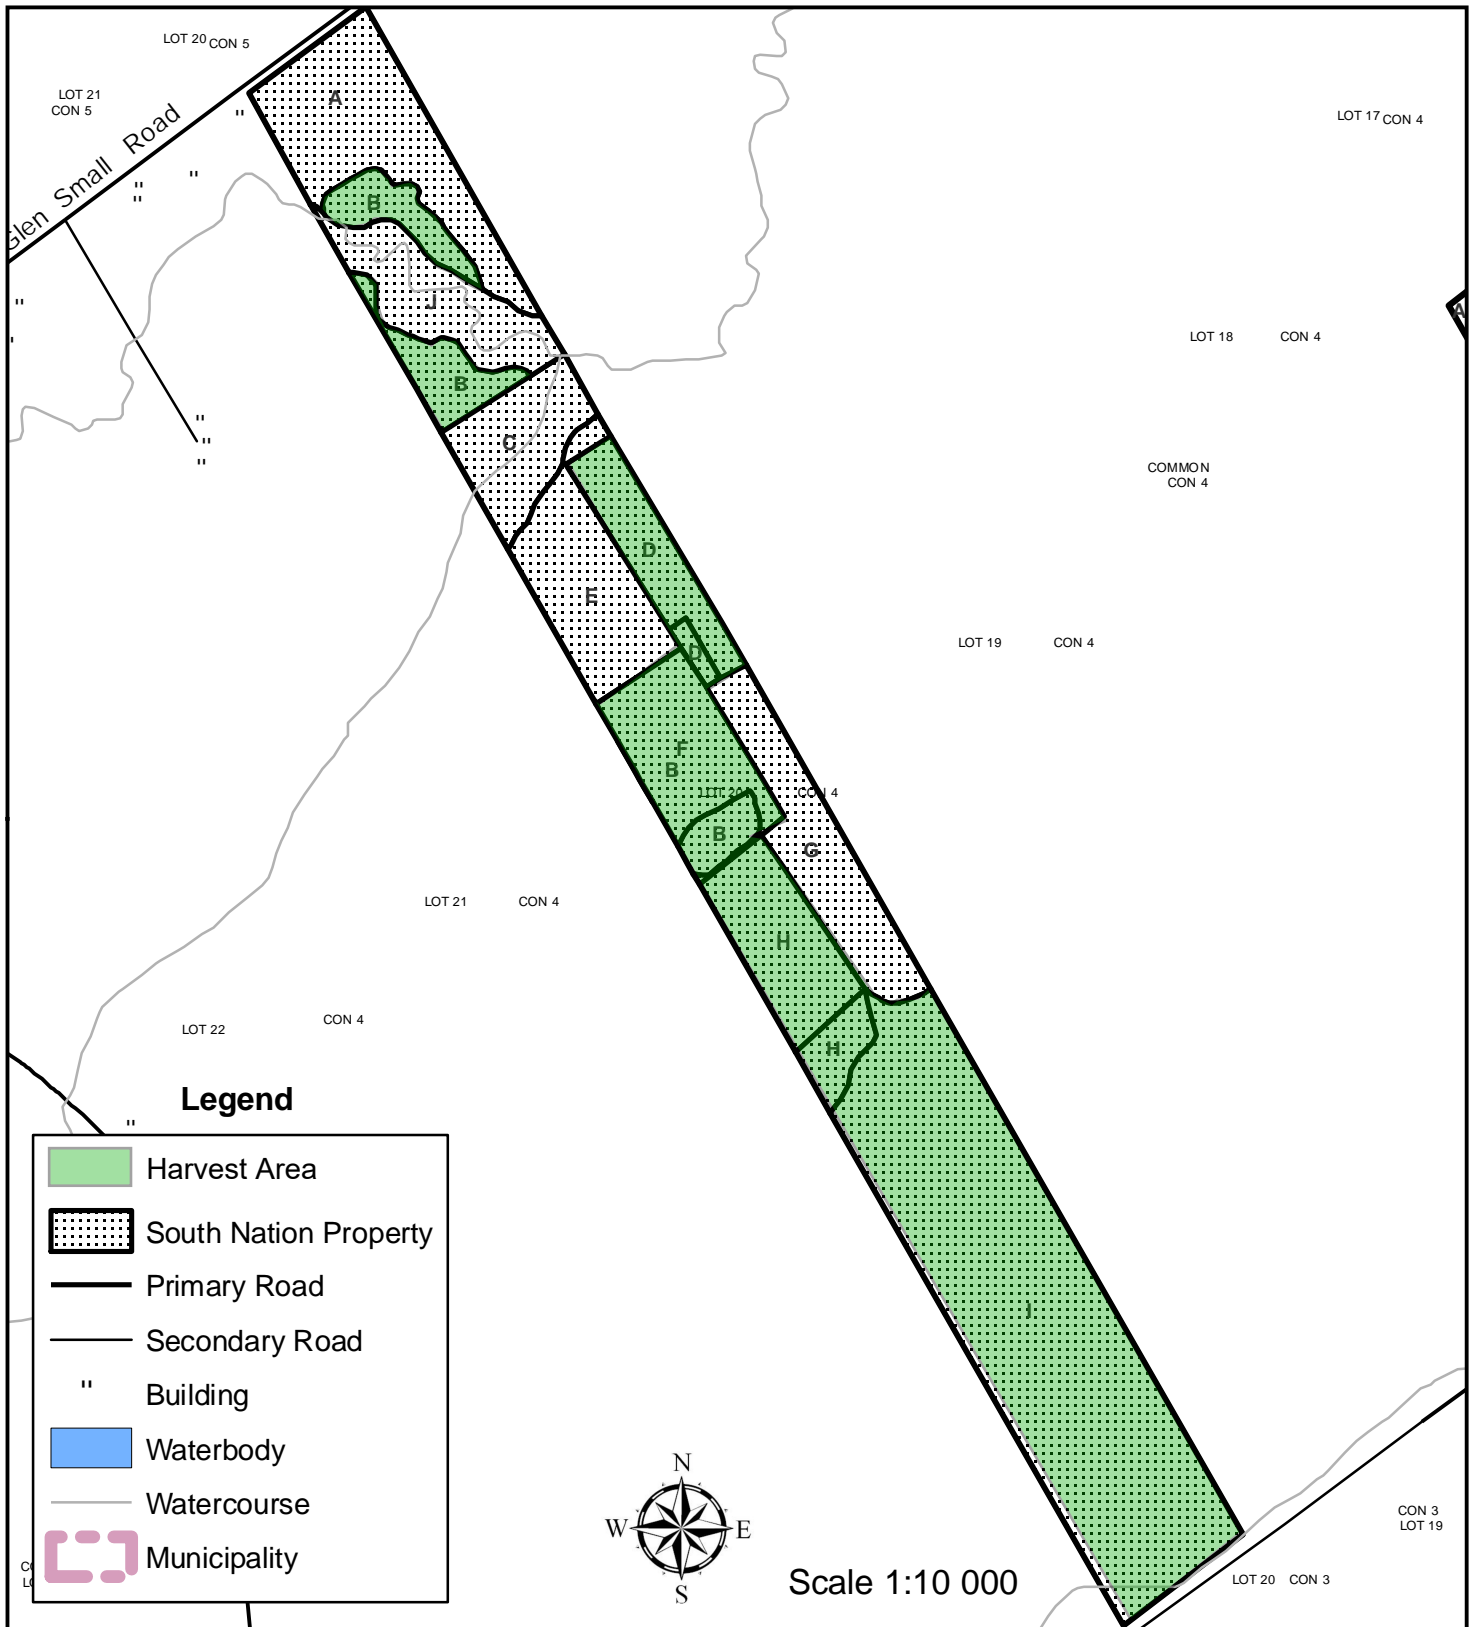 LOT 20 CON 5
LOT 21
CON 5
Glen Small Road
A
LOT 17 CON 4
B
J
A
LOT 18 CON 4
B
C
COMMON
CON 4
D
E
LOT 19 CON 4
D
F
B
LOT 20 CON 4
B
G
LOT 21 CON 4
H
LOT 22 CON 4
H
I
Legend
Harvest Area
South Nation Property
Primary Road
Secondary Road
" Building
Waterbody
Watercourse
Municipality
N
W E
S
Scale 1:10 000
CON 3
LOT 19
LOT 20 CON 3